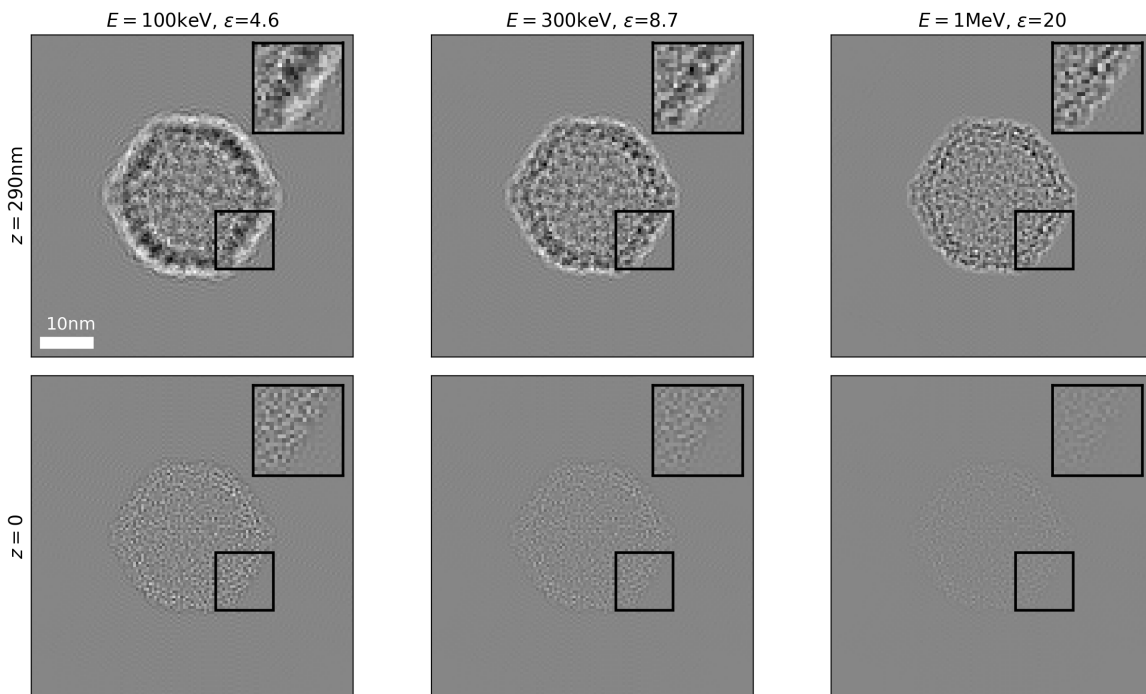 E = 100keV, ε=4.6
E = 300keV, ε=8.7
E = 1MeV, ε=20
z = 290nm
10nm
z = 0